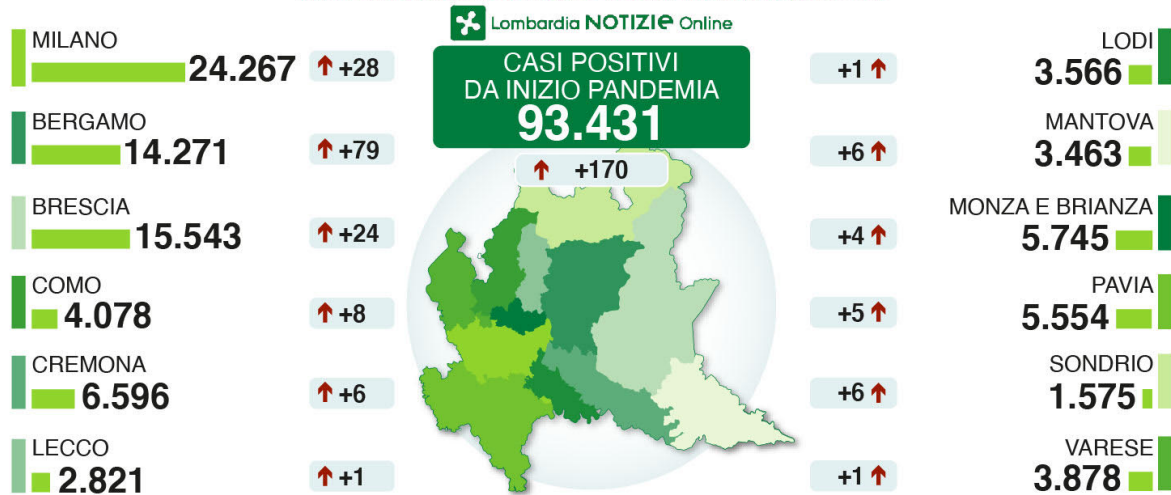 Lombardia NOTIZIE Online
CASI POSITIVI
DA INIZIO PANDEMIA
93.431
+170
MILANO
24.267
+28
BERGAMO
14.271
+79
BRESCIA
15.543
+24
COMO
4.078
+8
CREMONA
6.596
+6
LECCO
2.821
+1
LODI
+1
3.566
MANTOVA
+6
3.463
MONZA E BRIANZA
+4
5.745
PAVIA
+5
5.554
SONDRIO
+6
1.575
VARESE
+1
3.878